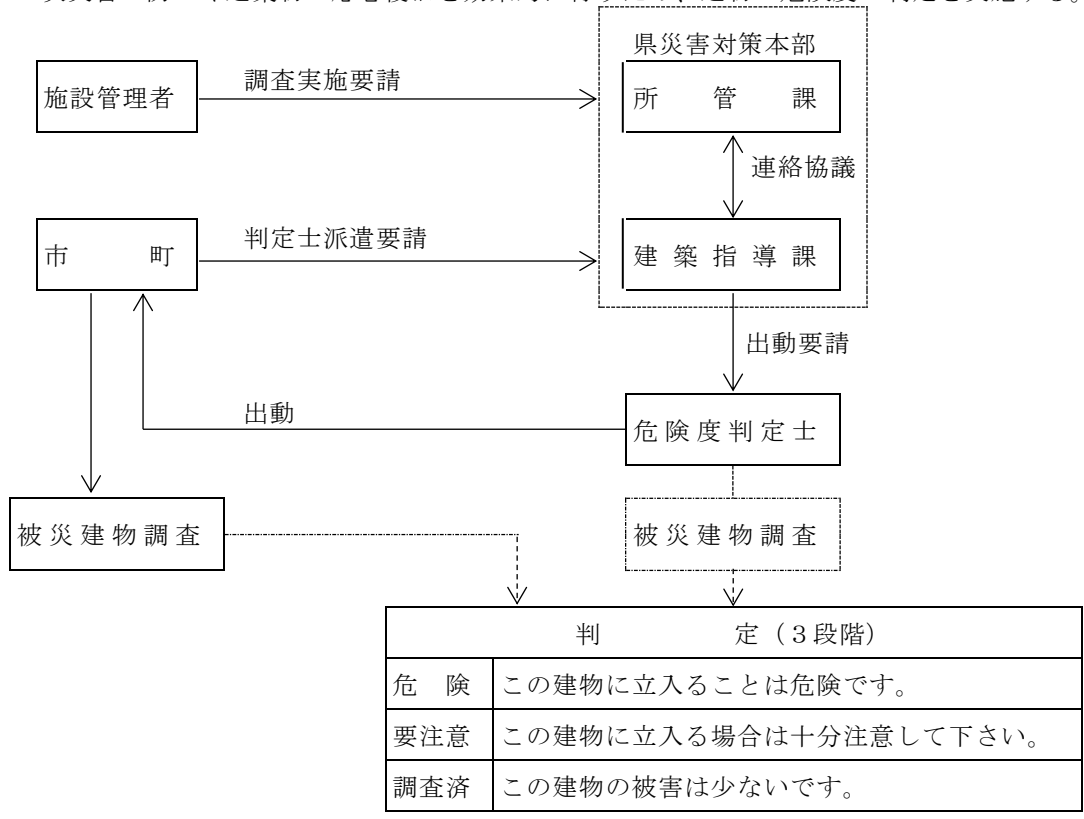 県災害対策本部
施設管理者
調査実施要請
所管課
連絡協議
市町
判定士派遣要請
建築指導課
出動要請
出動
危険度判定士
被災建物調査
被災建物調査
判定（３段階）
危険 この建物に立入ることは危険です。
要注意 この建物に立入る場合は十分注意して下さい。
調査済 この建物の被害は少ないです。